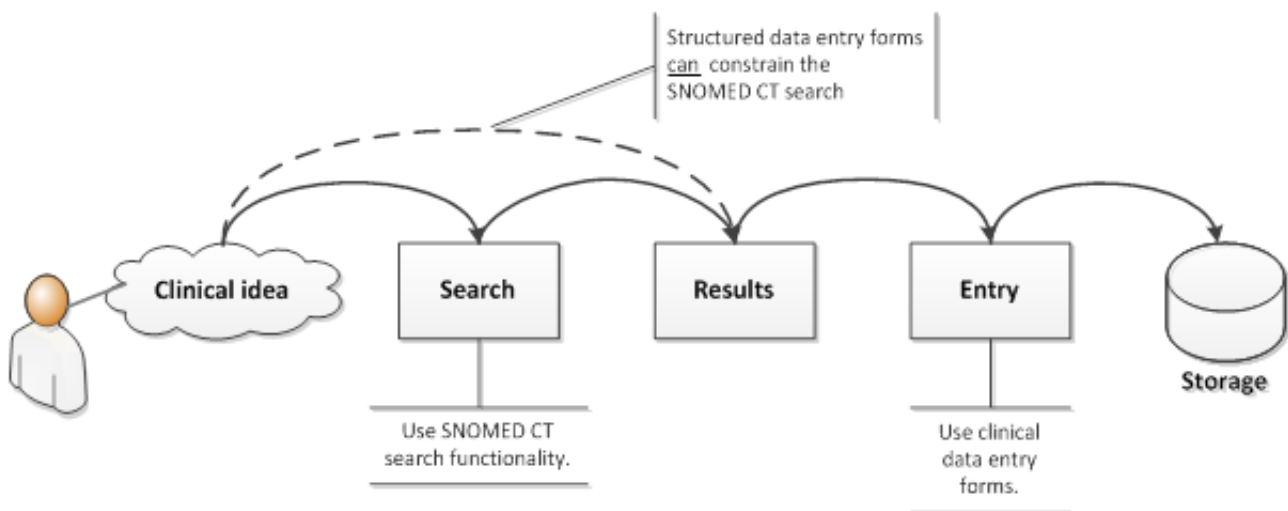 Structured data entry forms
can constrain the
SNOMED CT search
Clinical idea
Search
Results
Entry
Storage
Use SNOMED CT
search functionality.
Use clinical
data entry
forms.